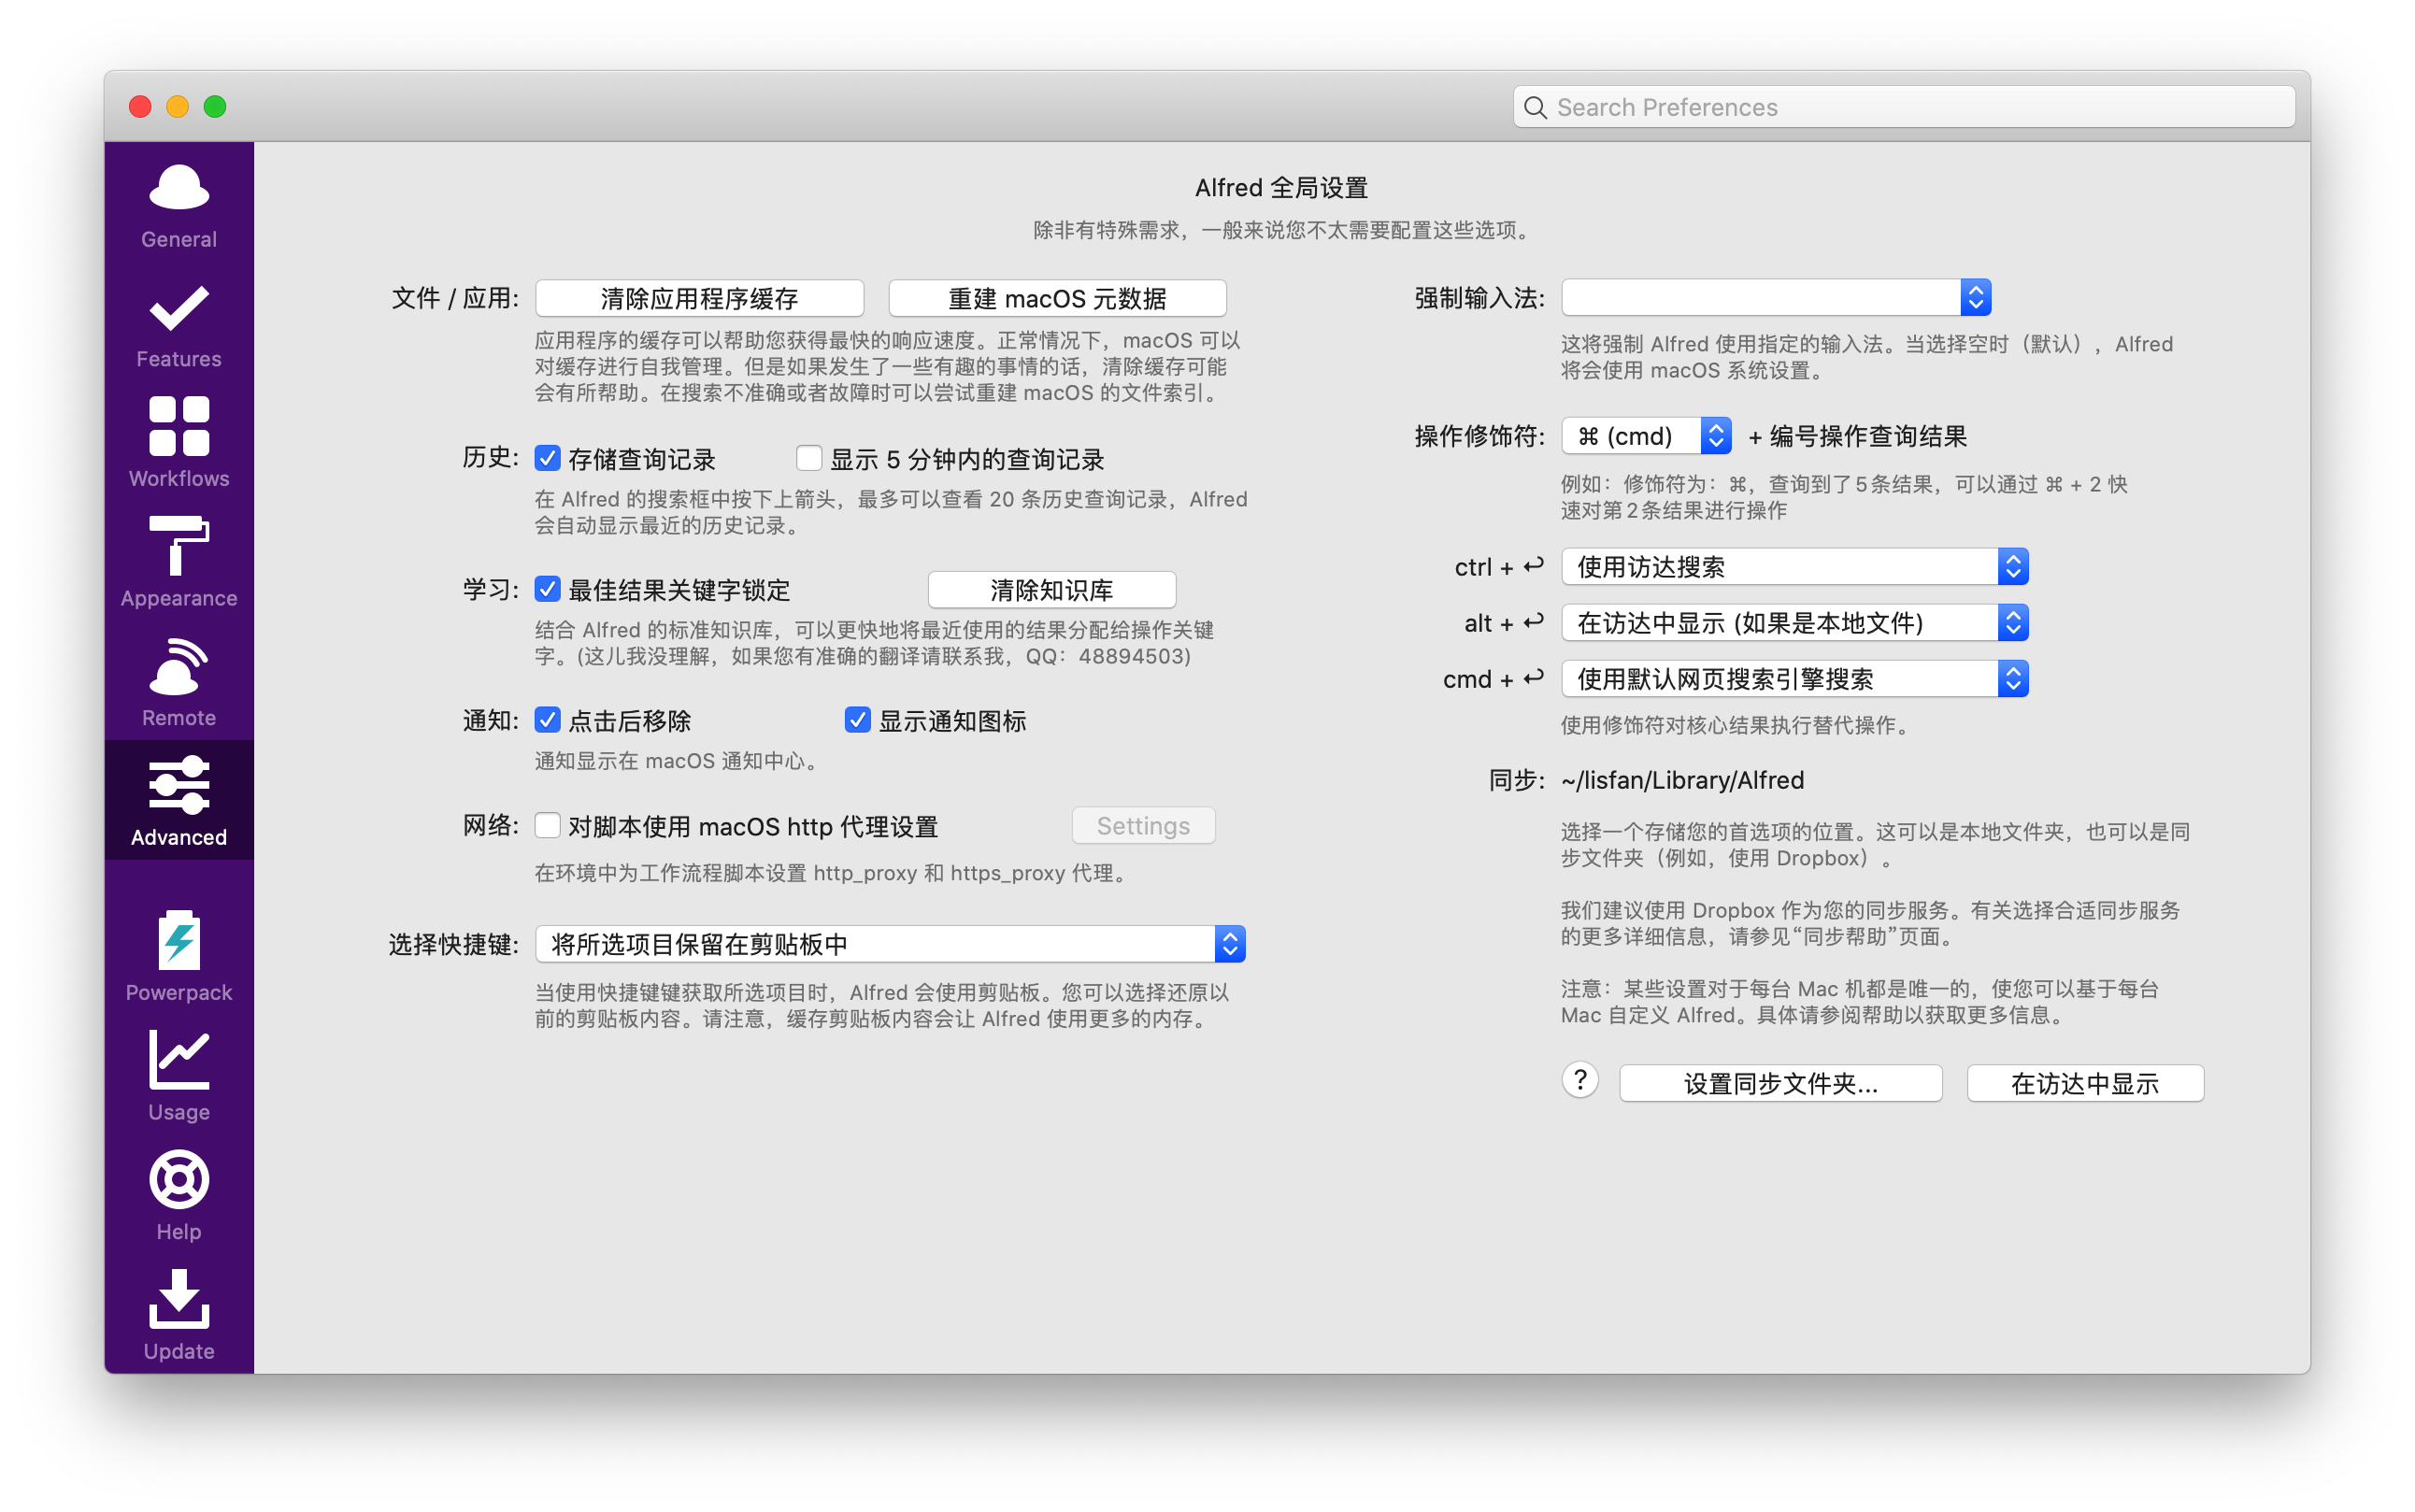 Search Preferences
General
Features
Workflows
Appearance
Remote
Advanced
Powerpack
Usage
Help
Update
Alfred 全局设置
除非有特殊需求，一般来说您不太需要配置这些选项。
文件 / 应用: 清除应用程序缓存 重建 macOS 元数据
应用程序的缓存可以帮助您获得最快的响应速度。正常情况下，macOS 可以
对缓存进行自我管理。但是如果发生了一些有趣的事情的话，清除缓存可能
会有所帮助。在搜索不准确或者故障时可以尝试重建 macOS 的文件索引。
历史: 存储查询记录 显示 5 分钟内的查询记录
在 Alfred 的搜索框中按下上箭头，最多可以查看 20 条历史查询记录，Alfred
会自动显示最近的历史记录。
学习: 最佳结果关键字锁定 清除知识库
结合 Alfred 的标准知识库，可以更快地将最近使用的结果分配给操作关键
字。(这儿我没理解，如果您有准确的翻译请联系我，QQ：48894503)
通知: 点击后移除 显示通知图标
通知显示在 macOS 通知中心。
网络: 对脚本使用 macOS http 代理设置 Settings
在环境中为工作流程脚本设置 http_proxy 和 https_proxy 代理。
选择快捷键: 将所选项目保留在剪贴板中
当使用快捷键键获取所选项目时，Alfred 会使用剪贴板。您可以选择还原以
前的剪贴板内容。请注意，缓存剪贴板内容会让 Alfred 使用更多的内存。
强制输入法:
这将强制 Alfred 使用指定的输入法。当选择空时（默认），Alfred
将会使用 macOS 系统设置。
操作修饰符: ⌘ (cmd) + 编号操作查询结果
例如：修饰符为：⌘，查询到了 5 条结果，可以通过 ⌘ + 2 快
速对第 2 条结果进行操作
ctrl + ↩ 使用访达搜索
alt + ↩ 在访达中显示 (如果是本地文件)
cmd + ↩ 使用默认网页搜索引擎搜索
使用修饰符对核心结果执行替代操作。
同步: ~/lisfan/Library/Alfred
选择一个存储您的首选项的位置。这可以是本地文件夹，也可以是同
步文件夹（例如，使用 Dropbox）。
我们建议使用 Dropbox 作为您的同步服务。有关选择合适同步服务
的更多详细信息，请参见“同步帮助”页面。
注意：某些设置对于每台 Mac 机都是唯一的，使您可以基于每台
Mac 自定义 Alfred。具体请参阅帮助以获取更多信息。
? 设置同步文件夹... 在访达中显示